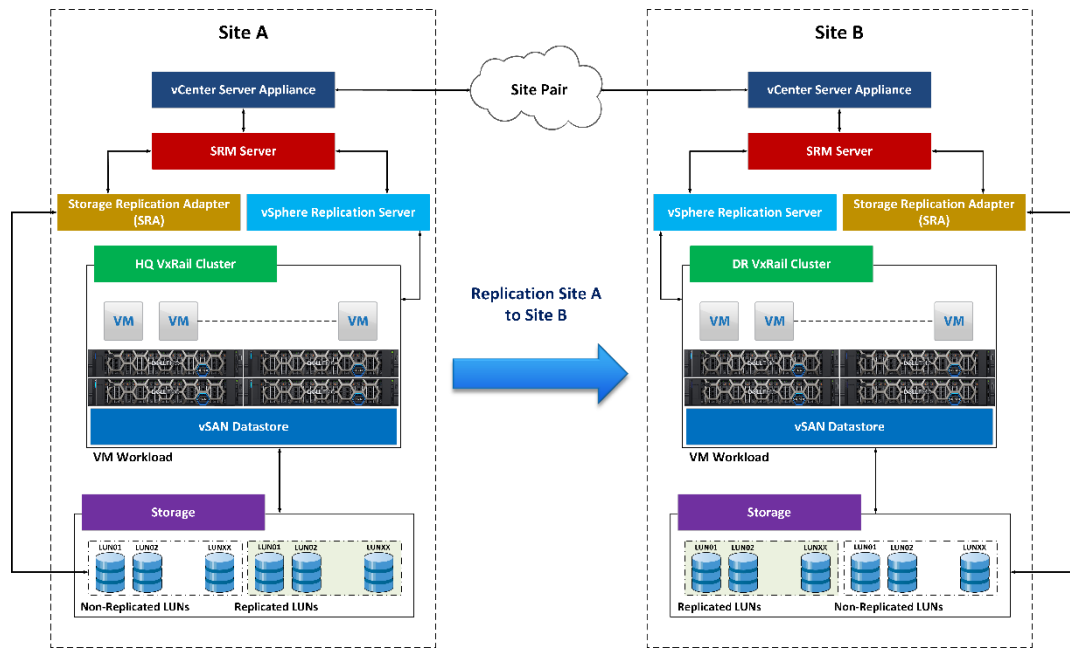 Site A
vCenter Server Appliance
SRM Server
Storage Replication Adapter
(SRA)
vSphere Replication Server
HQ VxRail Cluster
VM
VM
VM
vSAN Datastore
VM Workload
Storage
LUN01
LUN02
LUNXX
LUN01
LUN02
LUNXX
Non-Replicated LUNs
Replicated LUNs
Site Pair
Replication Site A
to Site B
Site B
vCenter Server Appliance
SRM Server
vSphere Replication Server
Storage Replication Adapter
(SRA)
DR VxRail Cluster
VM
VM
VM
vSAN Datastore
VM Workload
Storage
LUN01
LUN02
LUNXX
LUN01
LUN02
LUNXX
Replicated LUNs
Non-Replicated LUNs